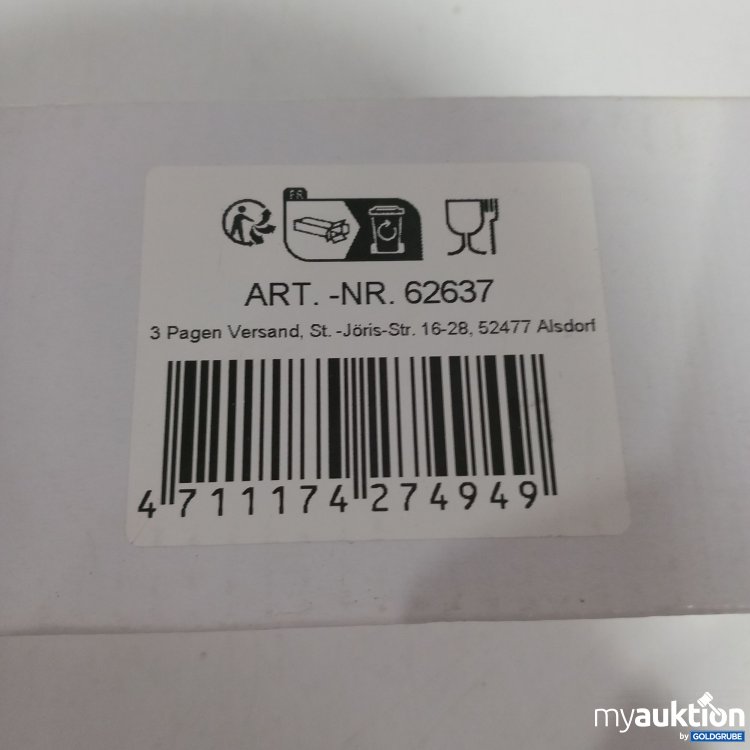 FR
ART. -NR. 62637
3 Pagen Versand, St. -Jöris-Str. 16-28, 52477 Alsdorf
4 711174 274949
myauktion
by GOLDGRUBE